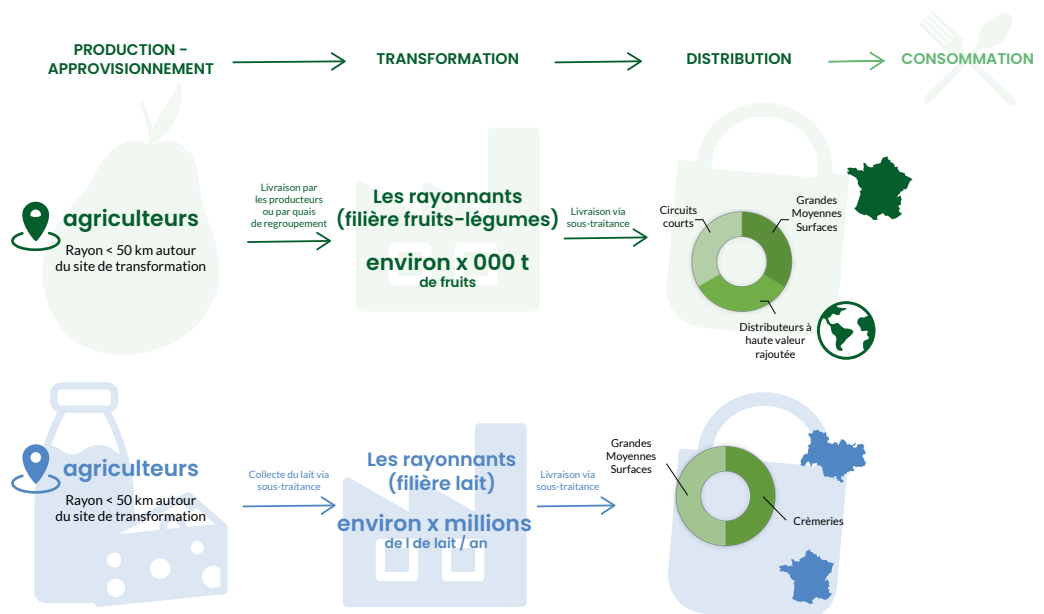 PRODUCTION -
APPROVISIONNEMENT
TRANSFORMATION
DISTRIBUTION
CONSOMMATION
agriculteurs
Rayon < 50 km autour
du site de transformation
Livraison par
les producteurs
ou par quais
de regroupement
Les rayonnants
(filière fruits-légumes)
environ x 000 t
de fruits
Livraison via
sous-traitance
Circuits
courts
Grandes
Moyennes
Surfaces
Distributeurs à
haute valeur
rajoutée
agriculteurs
Rayon < 50 km autour
du site de transformation
Collecte du lait via
sous-traitance
Les rayonnants
(filière lait)
environ x millions
de l de lait / an
Livraison via
sous-traitance
Grandes
Moyennes
Surfaces
Crèmeries